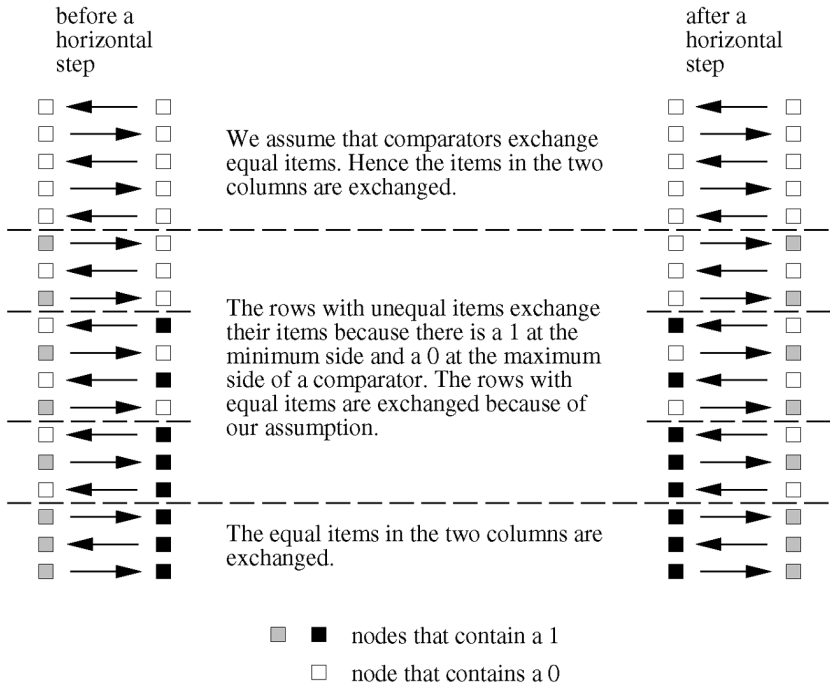 before a
horizontal
step
after a
horizontal
step
We assume that comparators exchange
equal items. Hence the items in the two
columns are exchanged.
The rows with unequal items exchange
their items because there is a 1 at the
minimum side and a 0 at the maximum
side of a comparator. The rows with
equal items are exchanged because of
our assumption.
The equal items in the two columns are
exchanged.
nodes that contain a 1
node that contains a 0